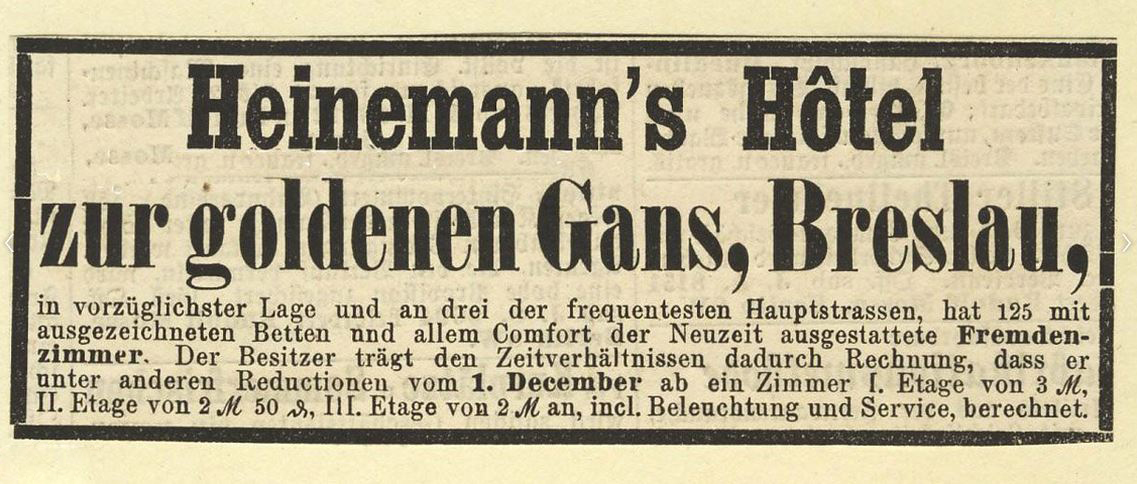 Heinemann's Hôtel
zur goldenen Gans, Breslau,
in vorzüglichster Lage und an drei der frequentesten Hauptstrassen, hat 125 mit
ausgezeichneten Betten und allem Comfort der Neuzeit ausgestattete Fremden-
zimmer. Der Besitzer trägt den Zeitverhältnissen dadurch Rechnung, dass er
unter anderen Reductionen vom 1. December ab ein Zimmer I. Etage von 3 ℳ,
II. Etage von 2 ℳ 50 ₰, III. Etage von 2 ℳ an, incl. Beleuchtung und Service, berechnet.